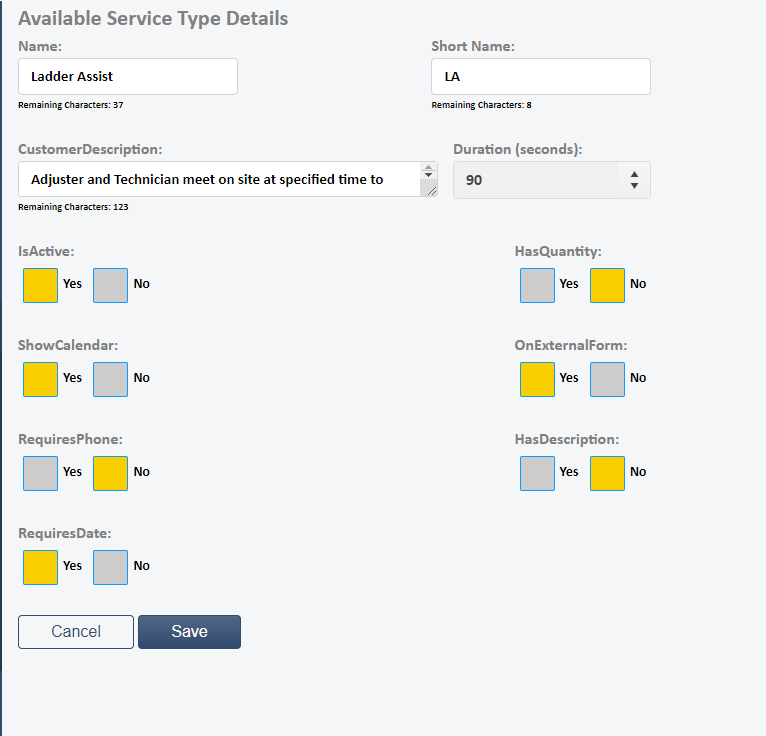 Available Service Type Details
Name: Short Name:
Ladder Assist LA
Remaining Characters: 37 Remaining Characters: 8
CustomerDescription: Duration (seconds):
Adjuster and Technician meet on site at specified time to 90
Remaining Characters: 123
IsActive: HasQuantity:
Yes No Yes No
ShowCalendar: OnExternalForm:
Yes No Yes No
RequiresPhone: HasDescription:
Yes No Yes No
RequiresDate:
Yes No
Cancel Save